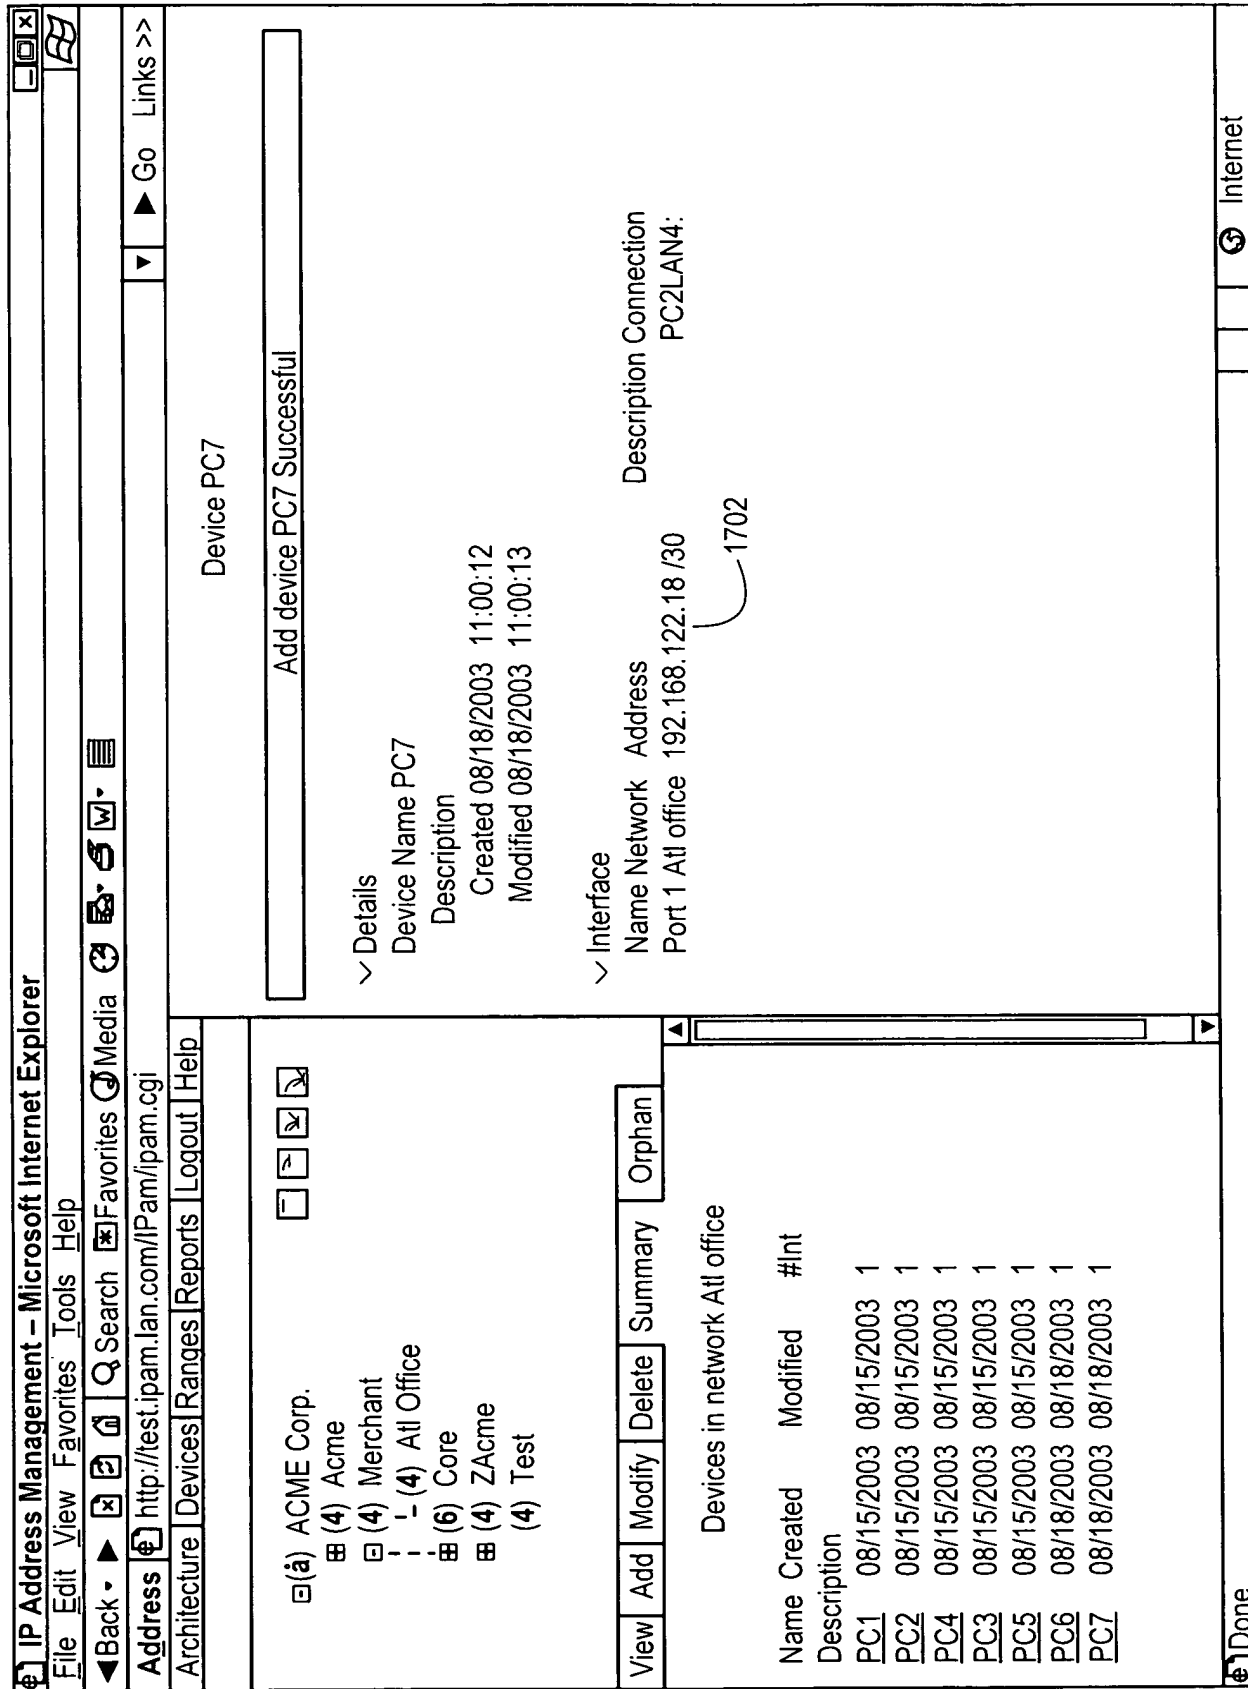 IP Address Management – Microsoft Internet Explorer
File Edit View Favorites Tools Help
Back Search Favorites Media W
Address http://test.ipam.lan.com/IPam/ipam.cgi Go Links >>
Architecture Devices Ranges Reports Logout Help
(å) ACME Corp.
(4) Acme
(4) Merchant
(4) Atl Office
(6) Core
(4) ZAcme
(4) Test
View Add Modify Delete Summary Orphan
Devices in network Atl office
Name Created Modified #Int
Description
PC1 08/15/2003 08/15/2003 1
PC2 08/15/2003 08/15/2003 1
PC4 08/15/2003 08/15/2003 1
PC3 08/15/2003 08/15/2003 1
PC5 08/15/2003 08/15/2003 1
PC6 08/18/2003 08/18/2003 1
PC7 08/18/2003 08/18/2003 1
Device PC7
Add device PC7 Successful
Details
Device Name PC7
Description
Created 08/18/2003 11:00:12
Modified 08/18/2003 11:00:13
Interface
Name Network Address Description Connection
Port 1 Atl office 192.168.122.18 /30 PC2LAN4:
1702
Done Internet